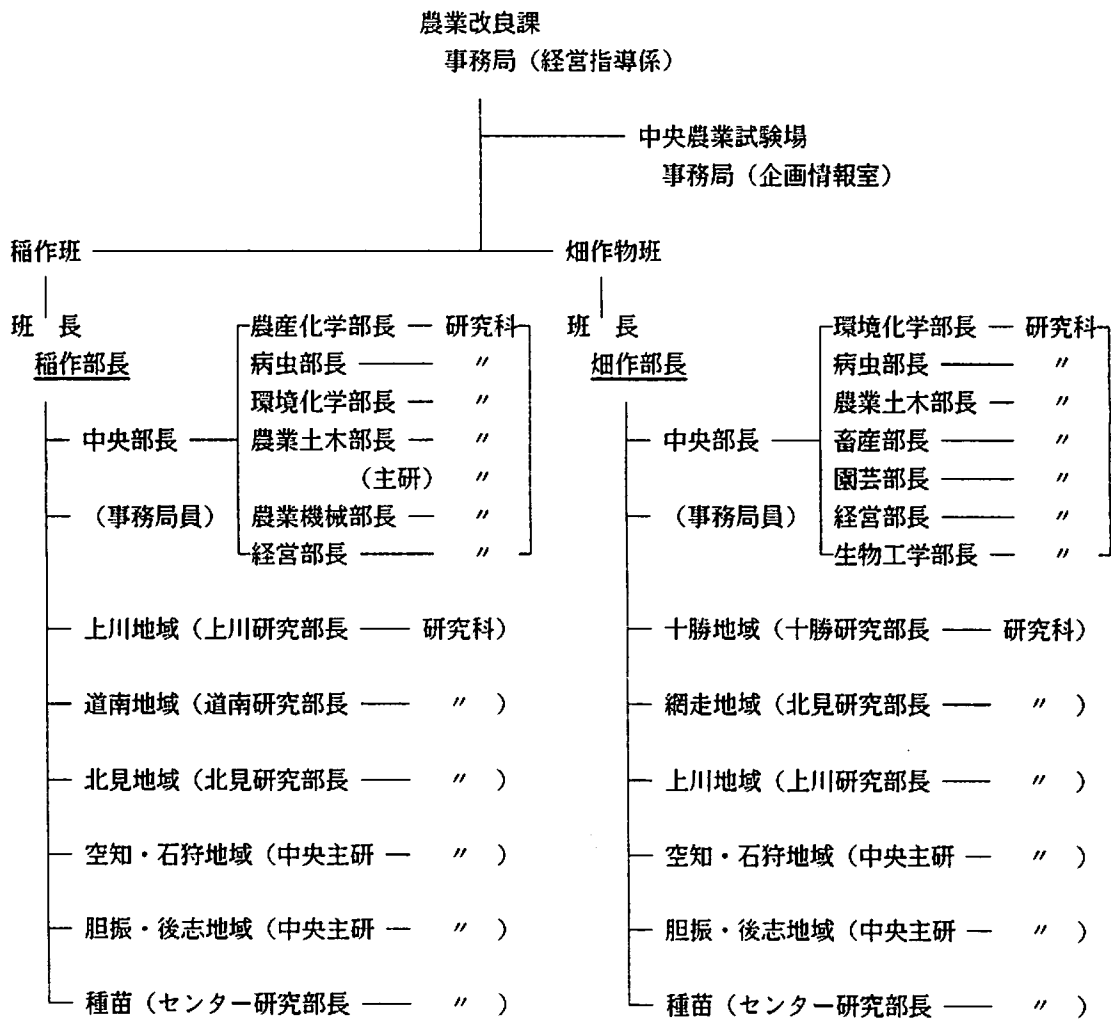 農業改良課
事務局（経営指導係）
中央農業試験場
事務局（企画情報室）
稲作班
畑作物班
班　長
稲作部長
農産化学部長 研究科
病虫部長 〃
環境化学部長 〃
中央部長 農業土木部長 〃
（主研） 〃
（事務局員） 農業機械部長 〃
経営部長 〃
上川地域（上川研究部長 研究科）
道南地域（道南研究部長 〃 ）
北見地域（北見研究部長 〃 ）
空知・石狩地域（中央主研 〃 ）
胆振・後志地域（中央主研 〃 ）
種苗（センター研究部長 〃 ）
班　長
畑作部長
環境化学部長 研究科
病虫部長 〃
農業土木部長 〃
中央部長 畜産部長 〃
園芸部長 〃
（事務局員） 経営部長 〃
生物工学部長 〃
十勝地域（十勝研究部長 研究科）
網走地域（北見研究部長 〃 ）
上川地域（上川研究部長 〃 ）
空知・石狩地域（中央主研 〃 ）
胆振・後志地域（中央主研 〃 ）
種苗（センター研究部長 〃 ）